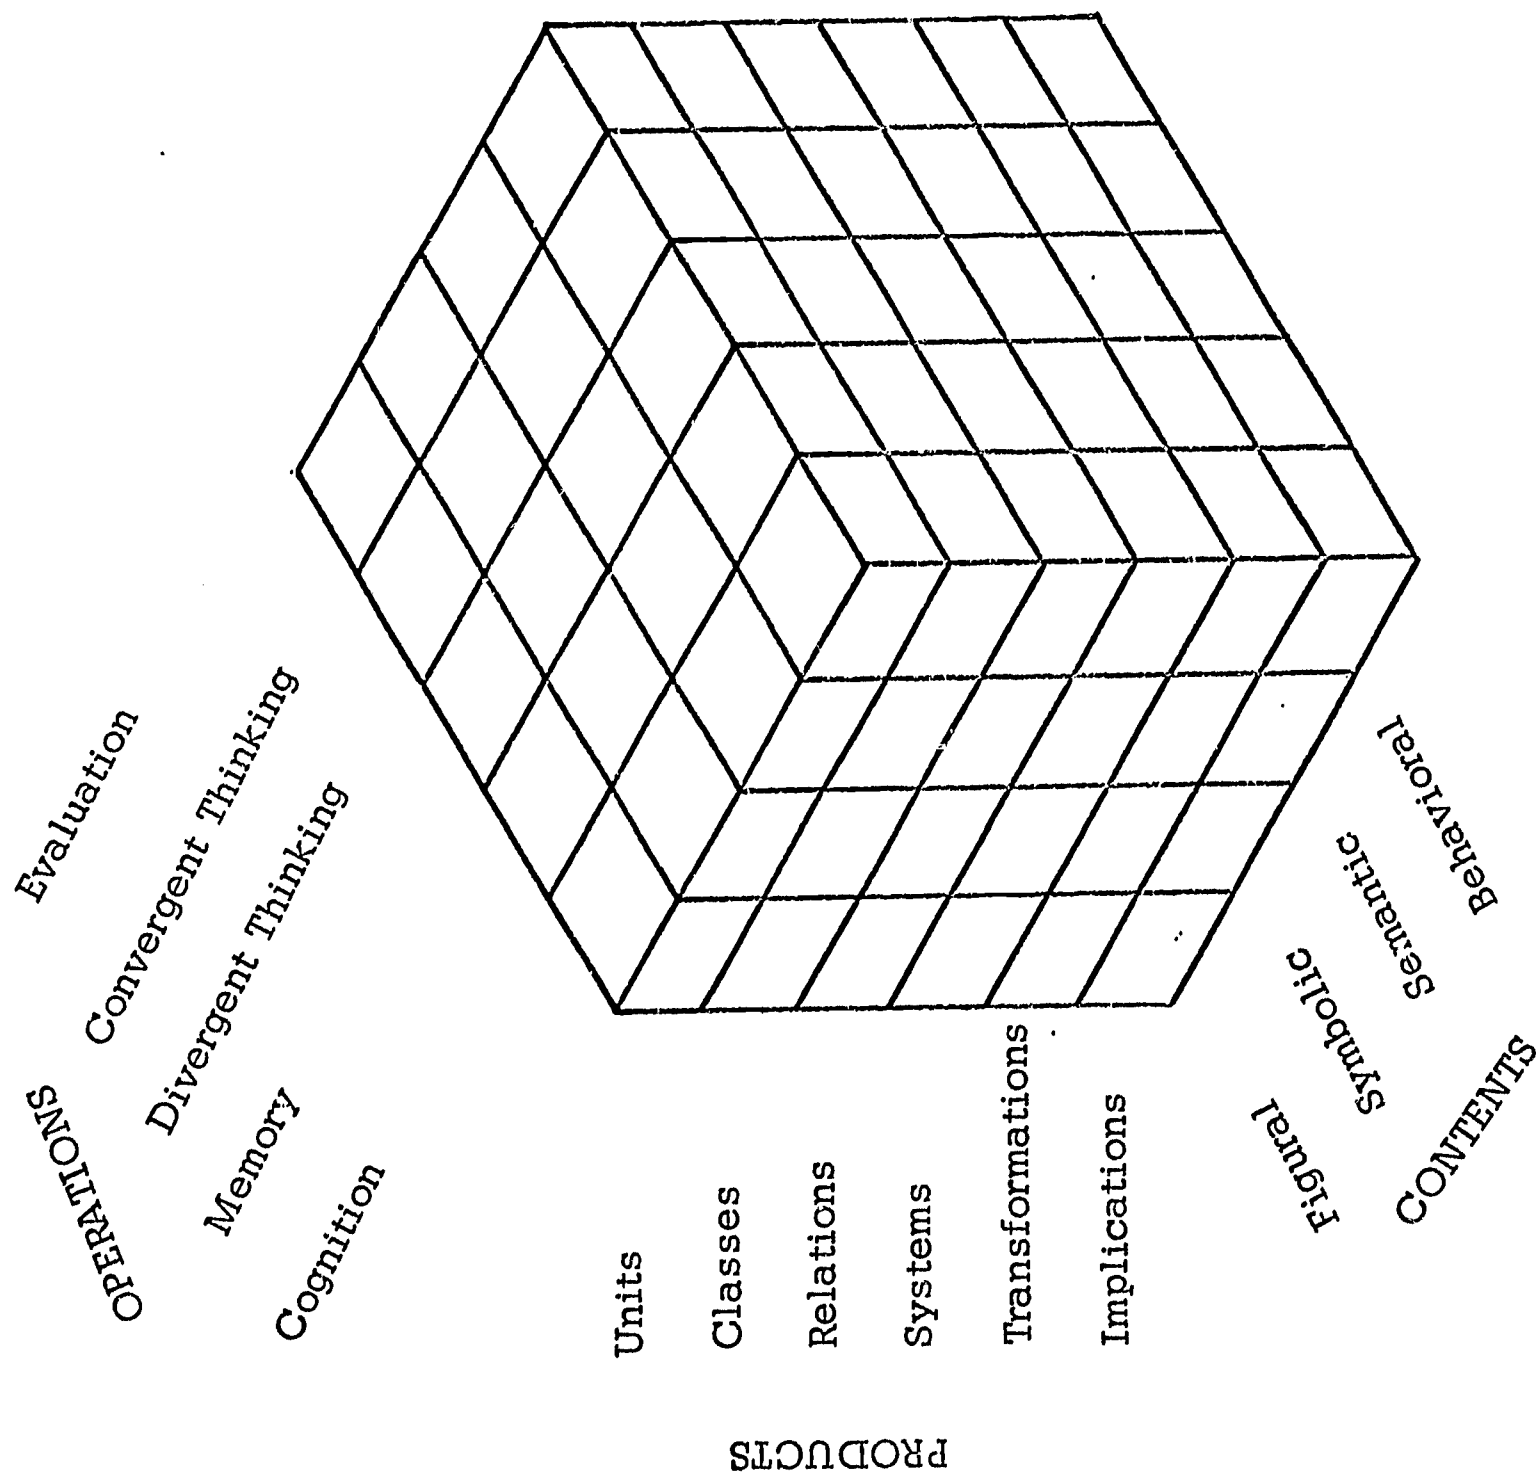 OPERATIONS
Evaluation
Convergent Thinking
Divergent Thinking
Memory
Cognition
PRODUCTS
Units
Classes
Relations
Systems
Transformations
Implications
CONTENTS
Figural
Symbolic
Semantic
Behavioral